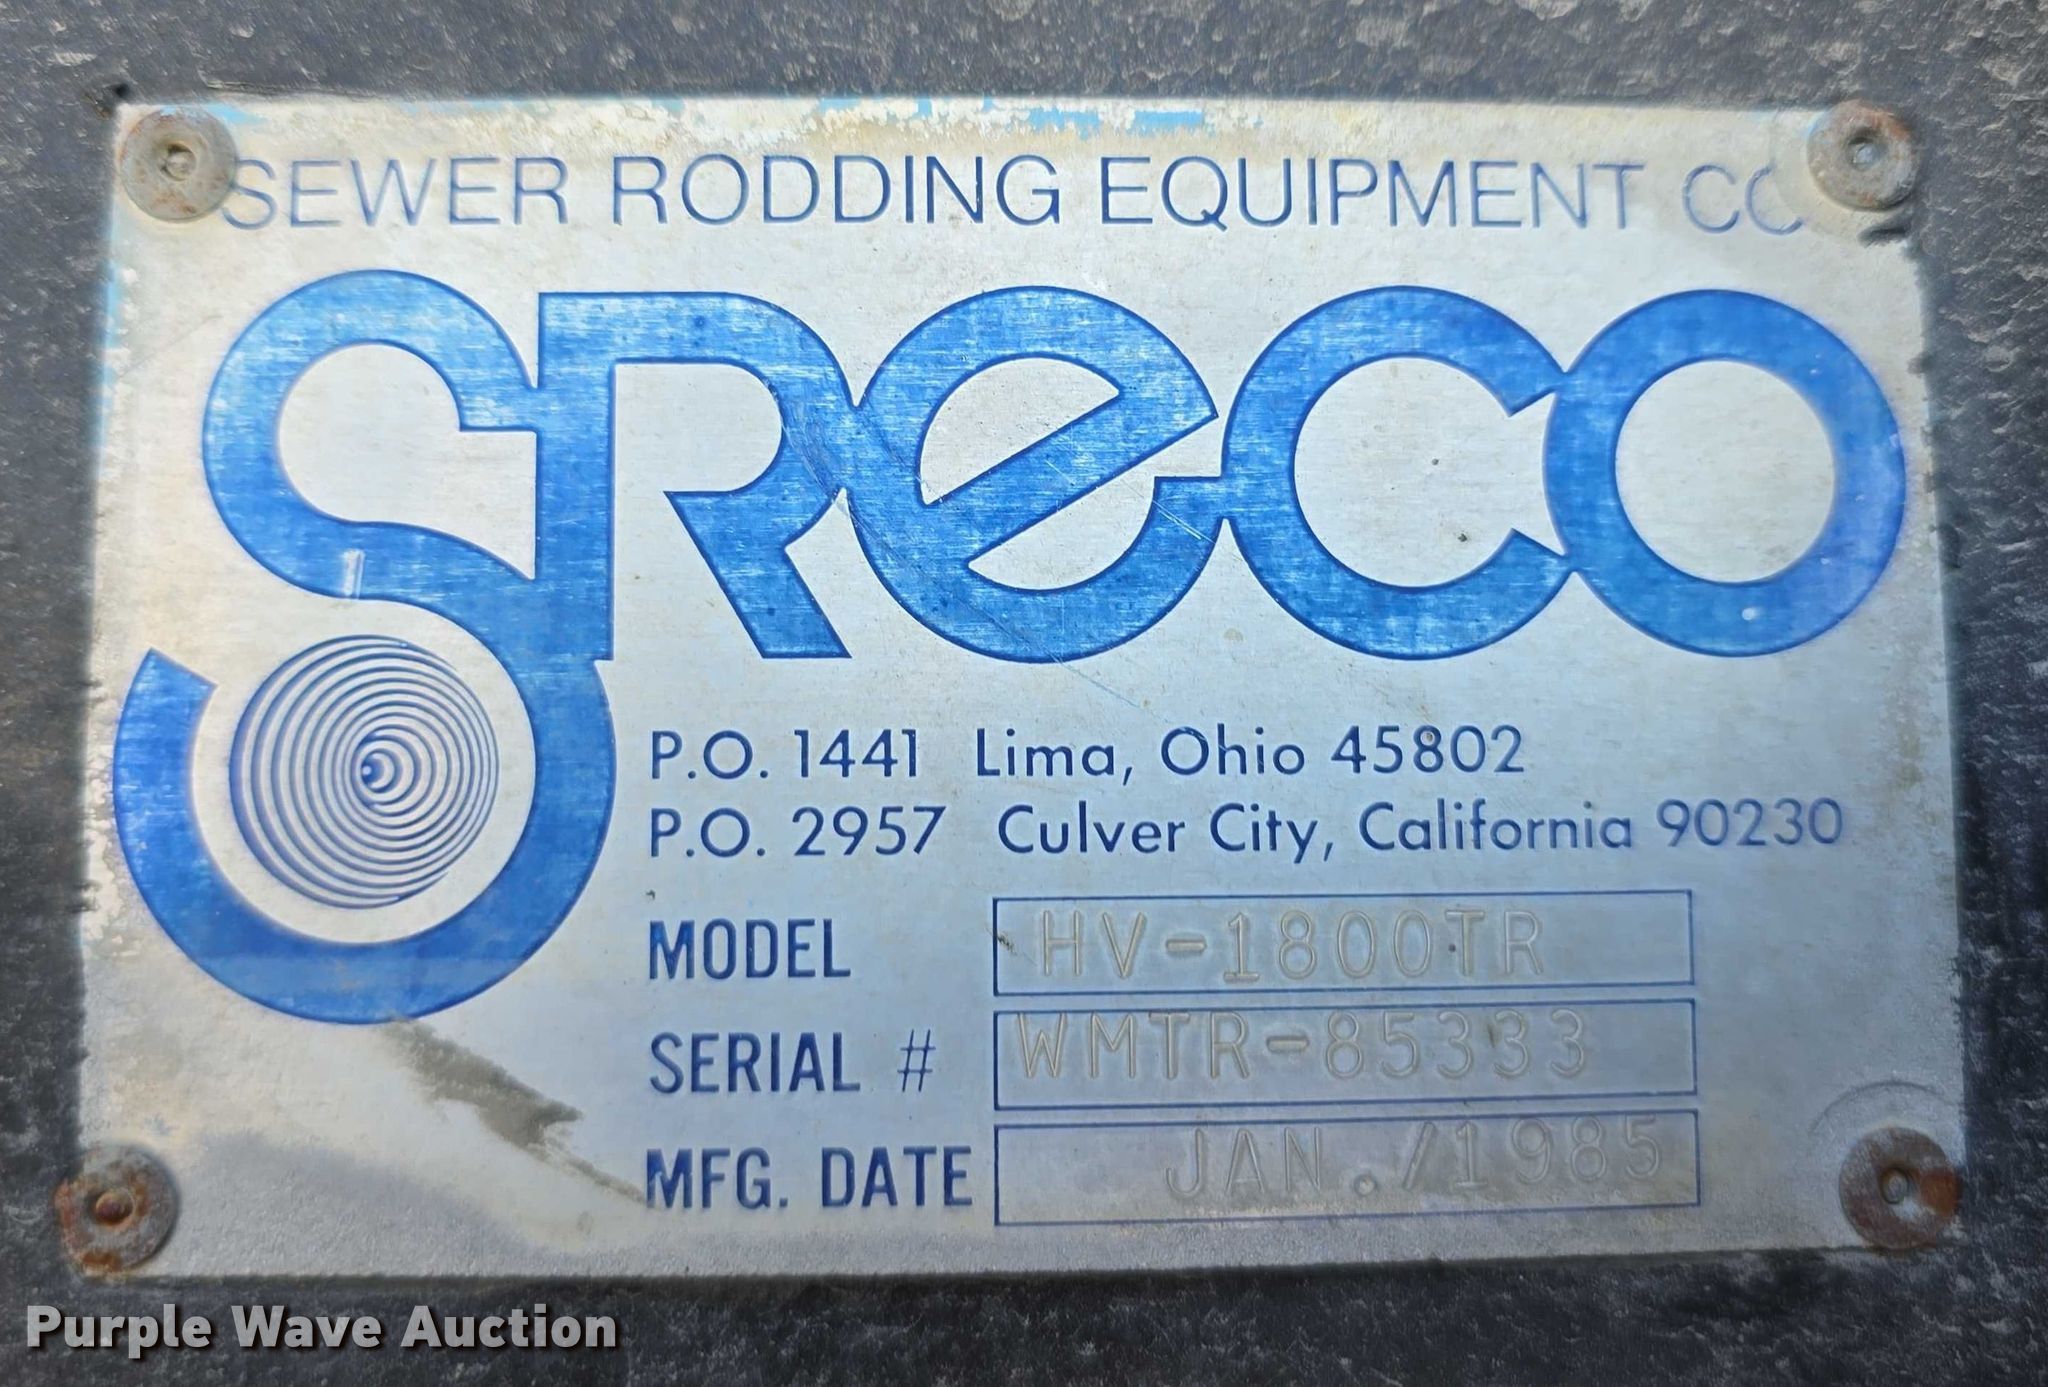 SEWER RODDING EQUIPMENT CO
SReCO
P.O. 1441 Lima, Ohio 45802
P.O. 2957 Culver City, California 90230
MODEL HV-1800TR
SERIAL # WMTR-85333
MFG. DATE JAN./1985
Purple Wave Auction